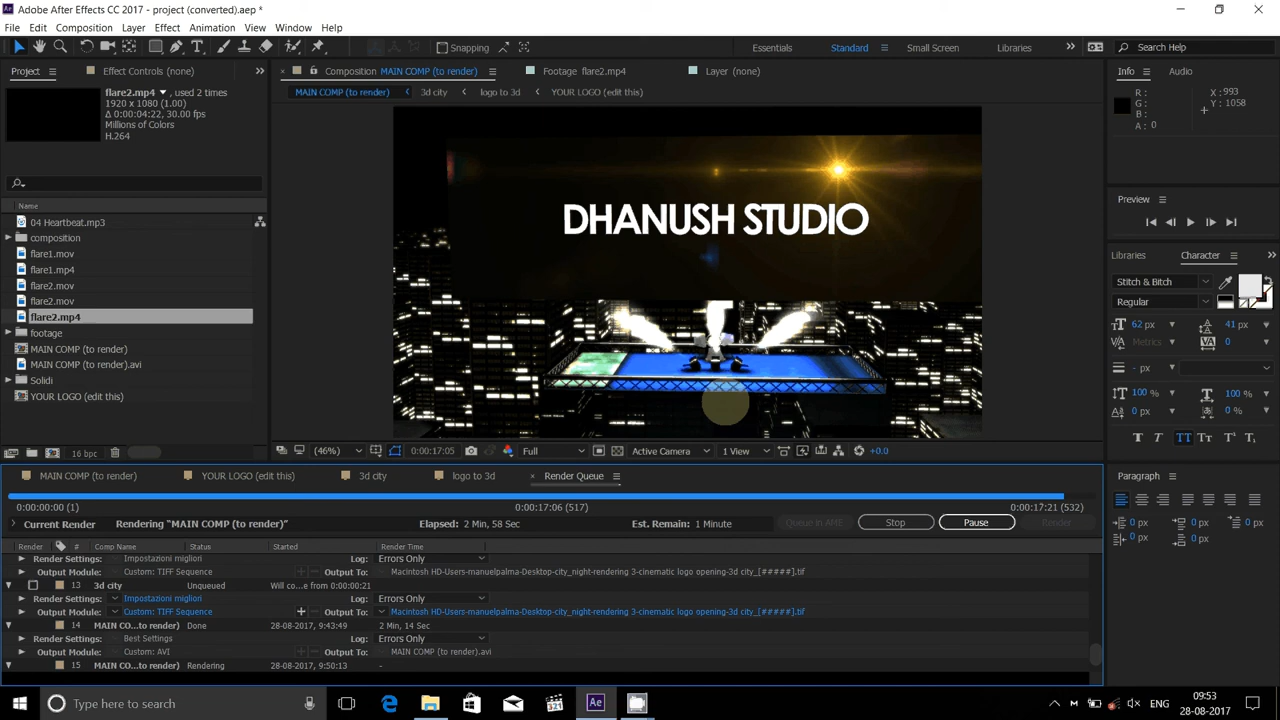 Adobe After Effects CC 2017 - project (converted).aep *
File Edit Composition Layer Effect Animation View Window Help
Snapping Essentials Standard Small Screen Libraries Search Help
Project Effect Controls (none) Composition MAIN COMP (to render) Footage flare2.mp4 Layer (none) Info Audio
MAIN COMP (to render) 3d city logo to 3d YOUR LOGO (edit this)
flare2.mp4 , used 2 times
1920 x 1080 (1.00)
Δ 0:00:04:22, 30.00 fps
Millions of Colors
H.264
R :
G :
B :
A : 0
X : 993
Y : 1058
DHANUSH STUDIO
Name
04 Heartbeat.mp3
composition
flare1.mov
flare1.mp4
flare2.mov
flare2.mov
flare2.mp4
footage
MAIN COMP (to render)
MAIN COMP (to render).avi
Solidi
YOUR LOGO (edit this)
16 bpc
Preview
Libraries Character
Stitch & Bitch
Regular
62 px 41 px
Metrics 0
- px
100 % 100 %
0 px 0 %
T T TT Tt T¹ T₁
(46%) 0:00:17:05 Full Active Camera 1 View +0.0
MAIN COMP (to render) YOUR LOGO (edit this) 3d city logo to 3d Render Queue
0:00:00:00 (1) 0:00:17:06 (517) 0:00:17:21 (532)
Current Render Rendering “MAIN COMP (to render)” Elapsed: 2 Min, 58 Sec Est. Remain: 1 Minute Queue in AME Stop Pause Render
Render # Comp Name Status Started Render Time
Render Settings: Impostazioni migliori Log: Errors Only
Output Module: Custom: TIFF Sequence Output To: Macintosh HD-Users-manuelpalma-Desktop-city_night-rendering 3-cinematic logo opening-3d city_[#####].tif
13 3d city Unqueued Will co...e from 0:00:00:21
Render Settings: Impostazioni migliori Log: Errors Only
Output Module: Custom: TIFF Sequence Output To: Macintosh HD-Users-manuelpalma-Desktop-city_night-rendering 3-cinematic logo opening-3d city_[#####].tif
14 MAIN CO...to render) Done 28-08-2017, 9:43:49 2 Min, 14 Sec
Render Settings: Best Settings Log: Errors Only
Output Module: Custom: AVI Output To: MAIN COMP (to render).avi
15 MAIN CO...to render) Rendering 28-08-2017, 9:50:13 -
Paragraph
0 px 0 px 0 px
0 px 0 px
Type here to search 321 Ae M ENG 09:53
28-08-2017